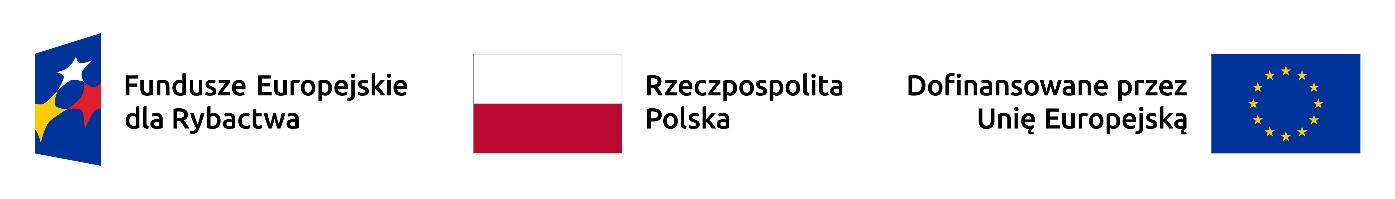 Fundusze Europejskie
dla Rybactwa
Rzeczpospolita
Polska
Dofinansowane przez
Unię Europejską